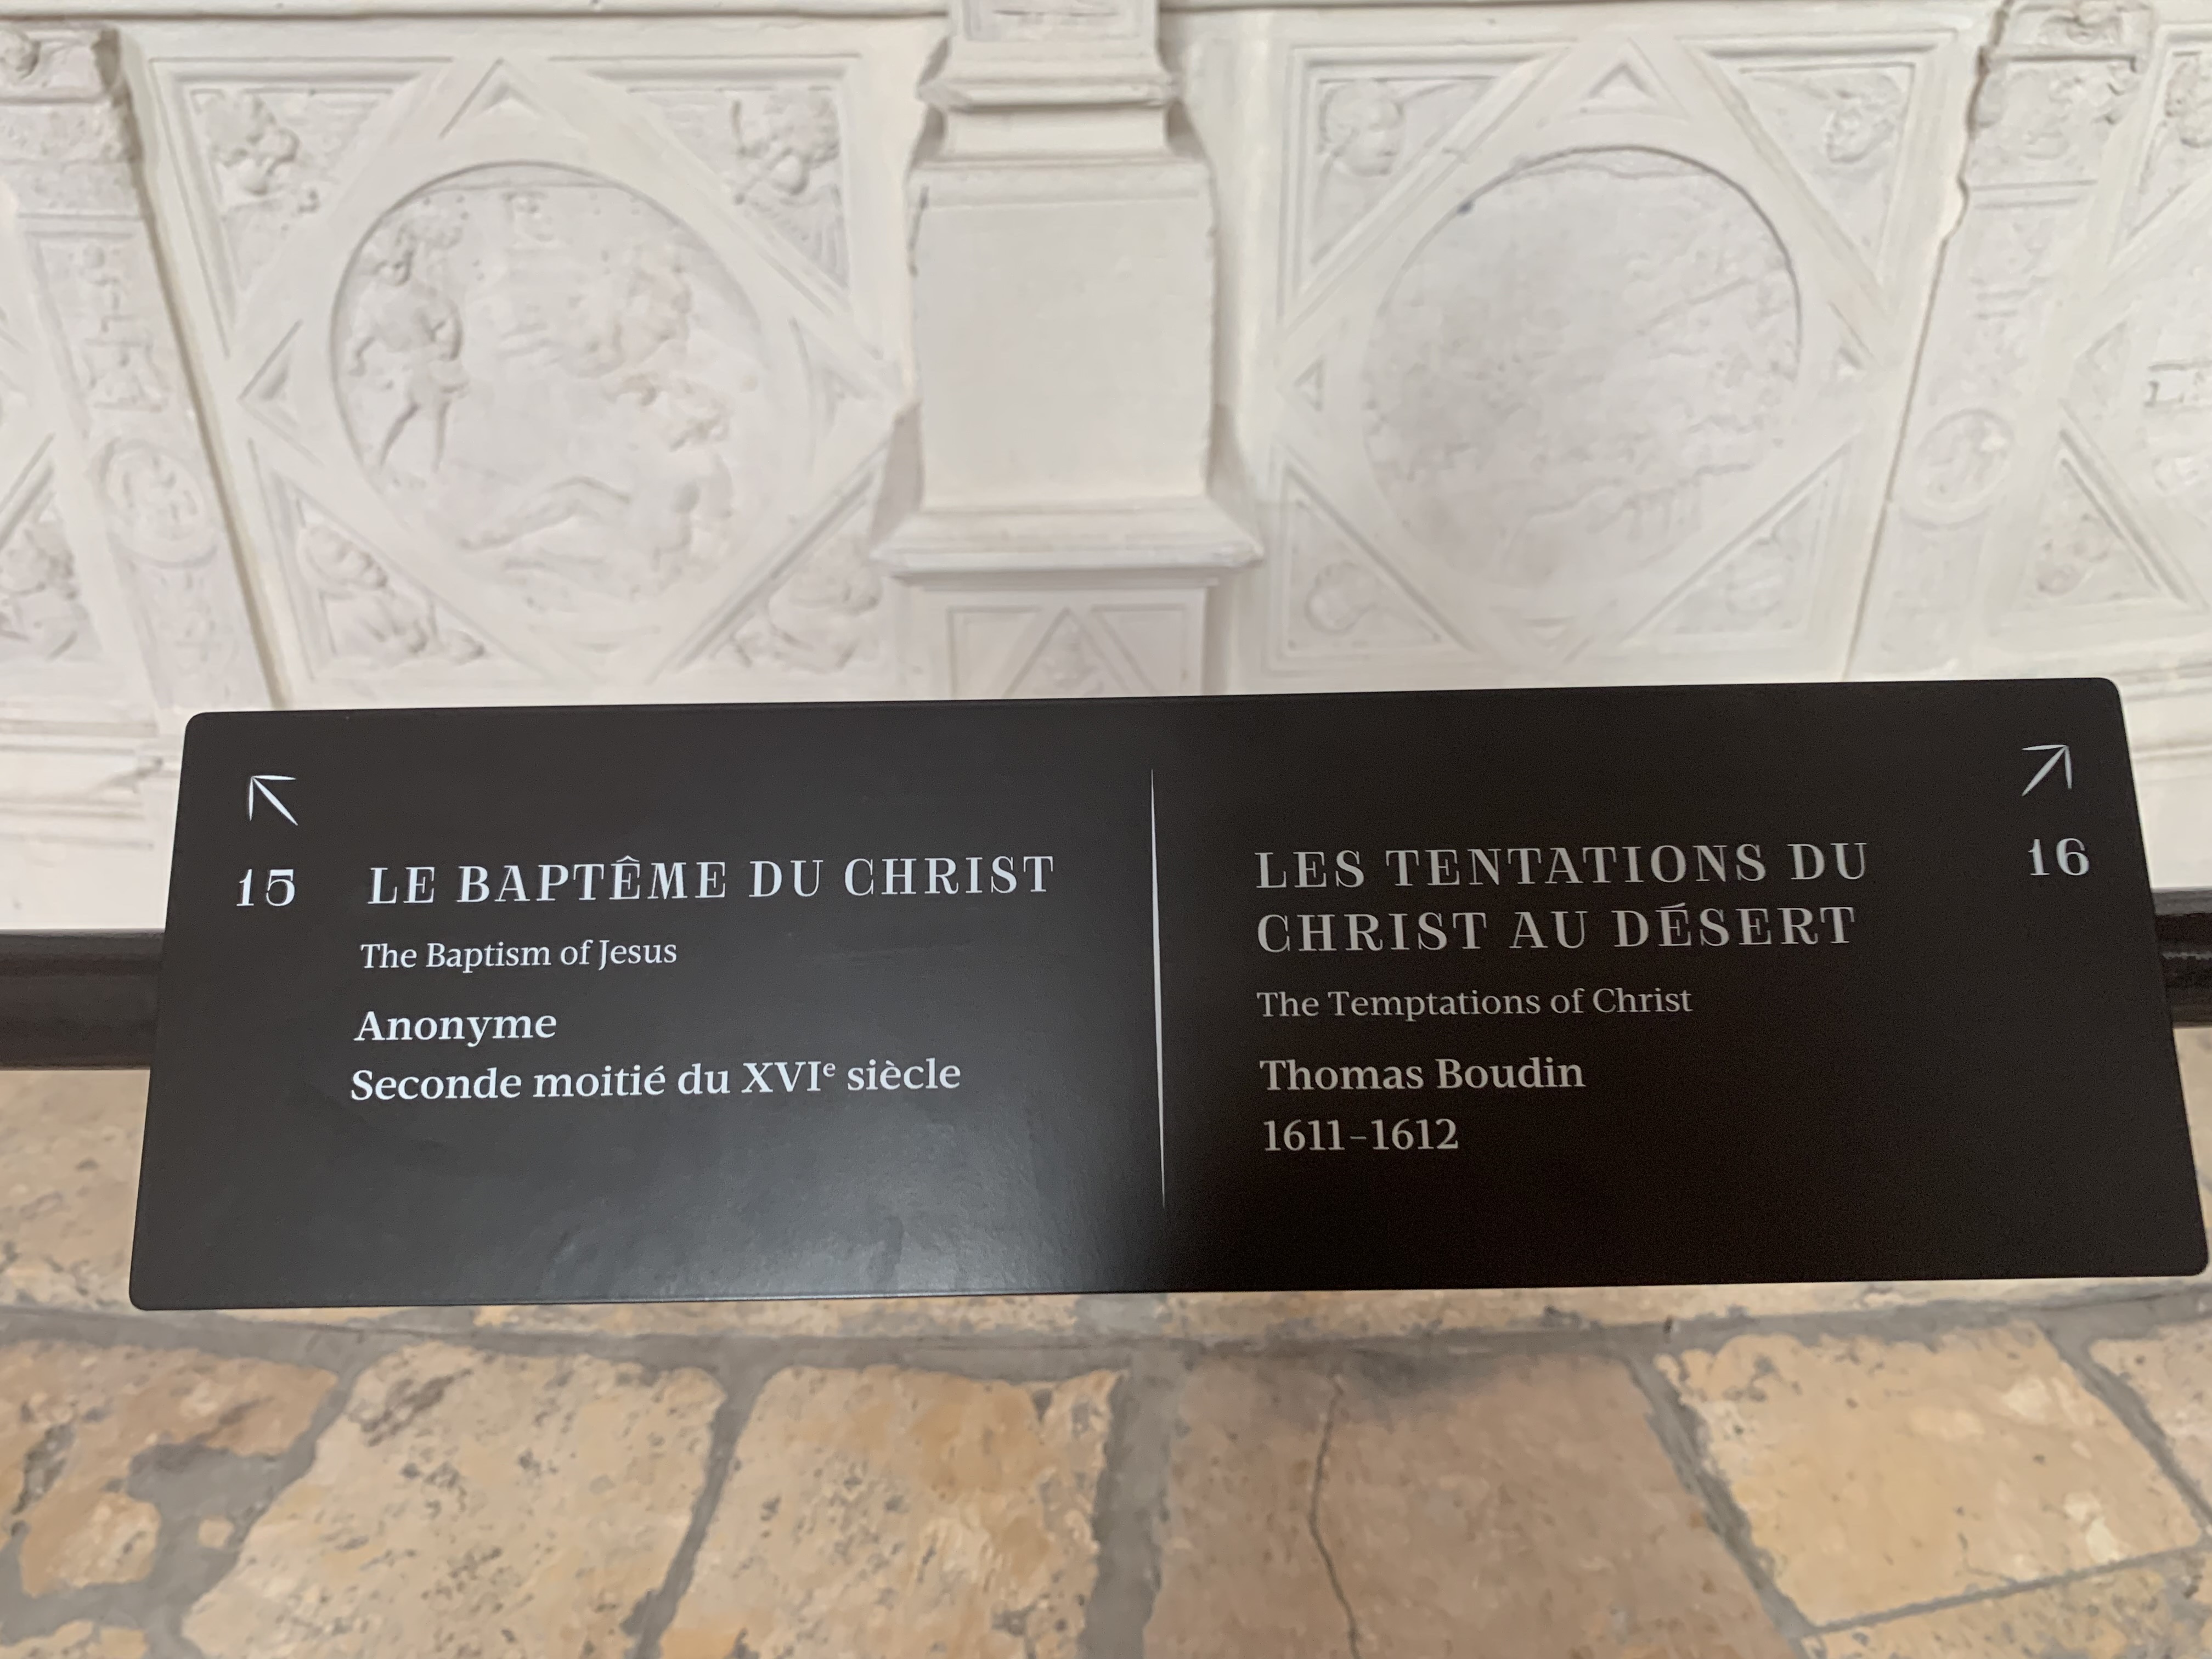 15 LE BAPTÊME DU CHRIST
The Baptism of Jesus
Anonyme
Seconde moitié du XVIe siècle
LES TENTATIONS DU
CHRIST AU DÉSERT
16
The Temptations of Christ
Thomas Boudin
1611–1612